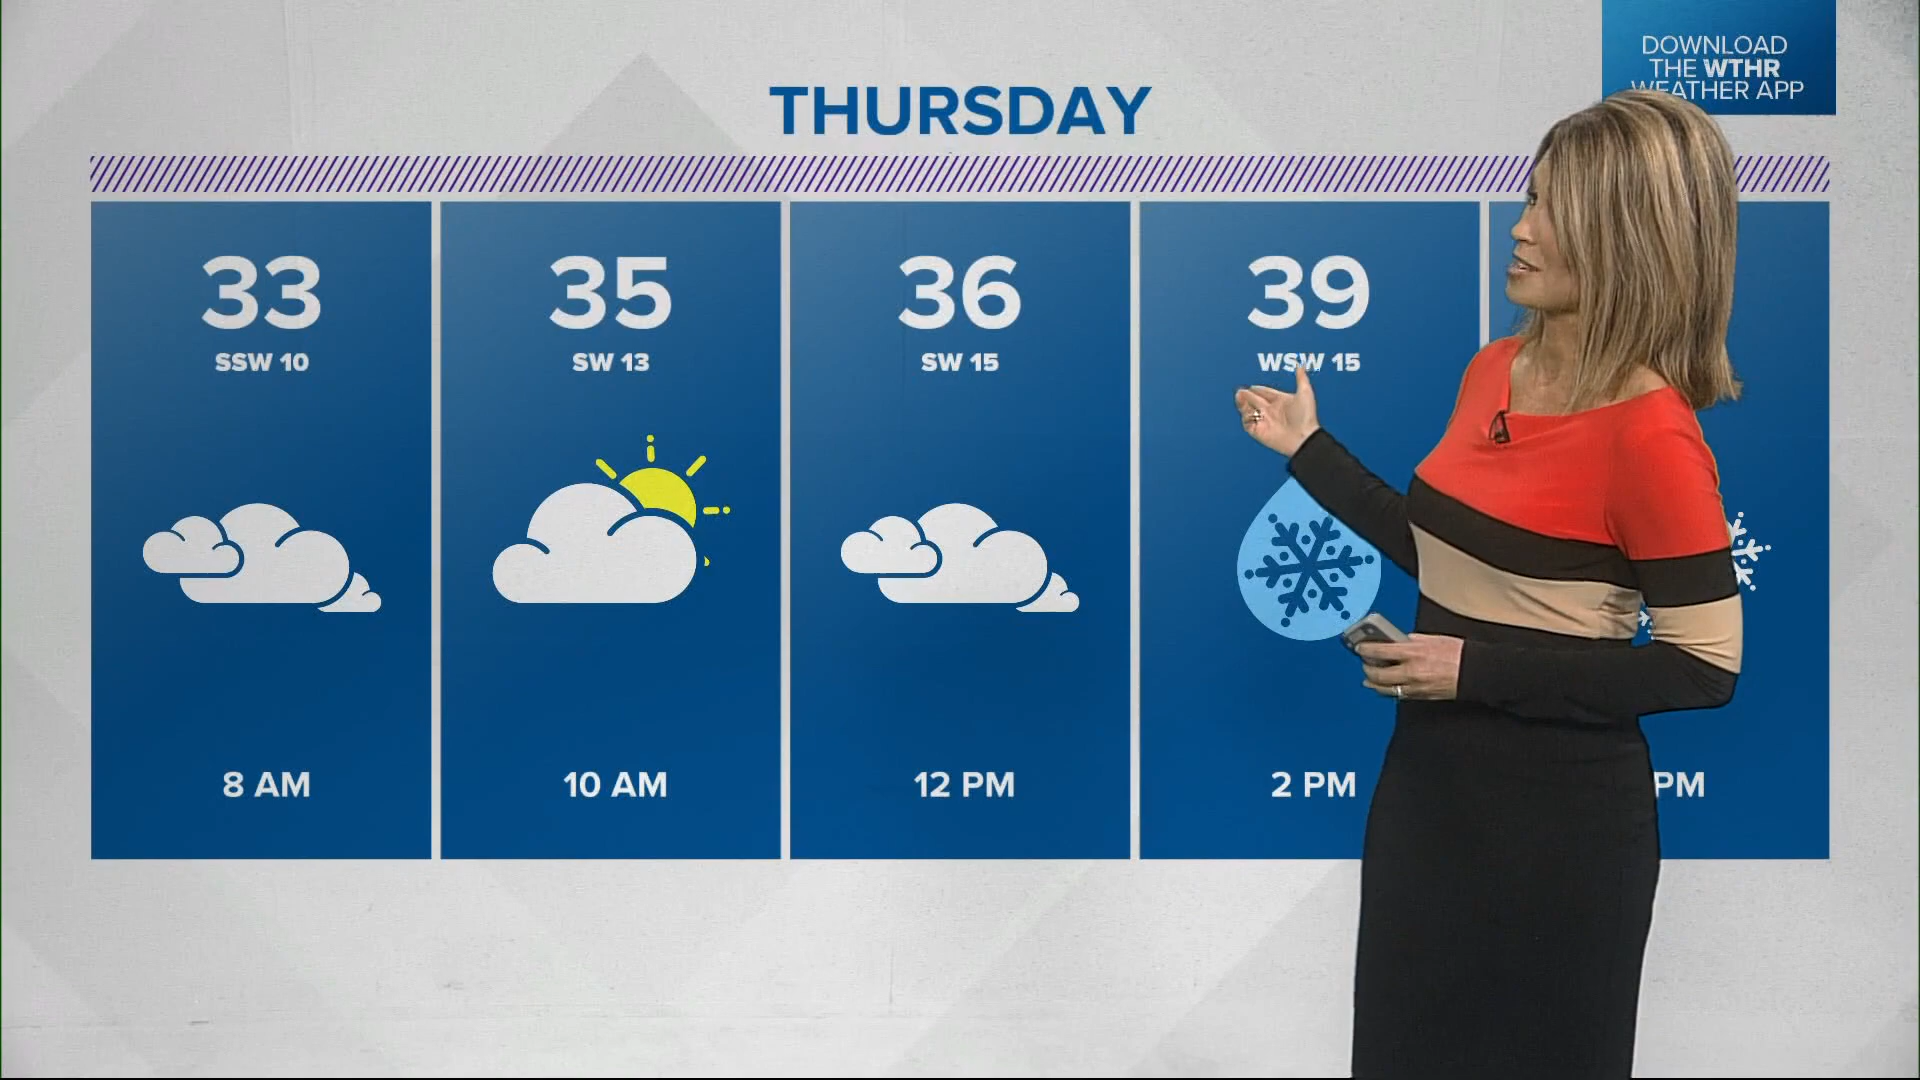 DOWNLOAD
THE WTHR
WEATHER APP
THURSDAY
33
SSW 10
8 AM
35
SW 13
10 AM
36
SW 15
12 PM
39
WSW 15
2 PM
PM